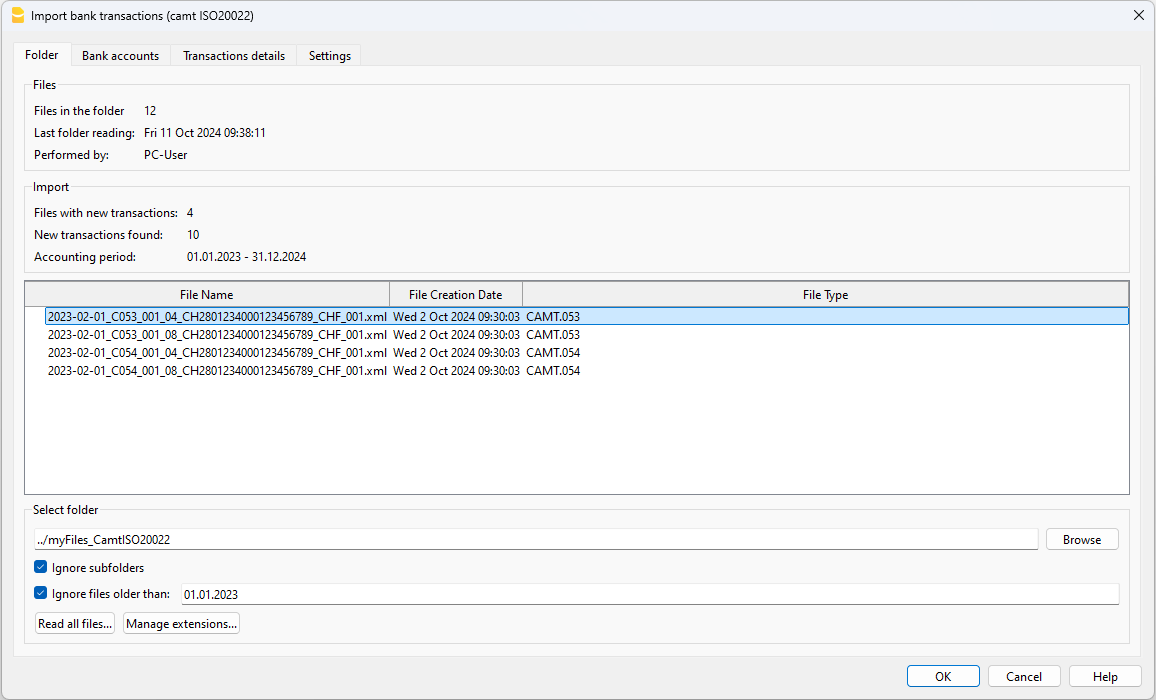 Import bank transactions (camt ISO20022)
Folder Bank accounts Transactions details Settings
Files
Files in the folder 12
Last folder reading: Fri 11 Oct 2024 09:38:11
Performed by: PC-User
Import
Files with new transactions: 4
New transactions found: 10
Accounting period: 01.01.2023 - 31.12.2024
File Name File Creation Date File Type
2023-02-01_C053_001_04_CH2801234000123456789_CHF_001.xml Wed 2 Oct 2024 09:30:03 CAMT.053
2023-02-01_C053_001_08_CH2801234000123456789_CHF_001.xml Wed 2 Oct 2024 09:30:03 CAMT.053
2023-02-01_C054_001_04_CH2801234000123456789_CHF_001.xml Wed 2 Oct 2024 09:30:03 CAMT.054
2023-02-01_C054_001_08_CH2801234000123456789_CHF_001.xml Wed 2 Oct 2024 09:30:03 CAMT.054
Select folder
../myFiles_CamtISO20022 Browse
Ignore subfolders
Ignore files older than: 01.01.2023
Read all files... Manage extensions...
OK Cancel Help